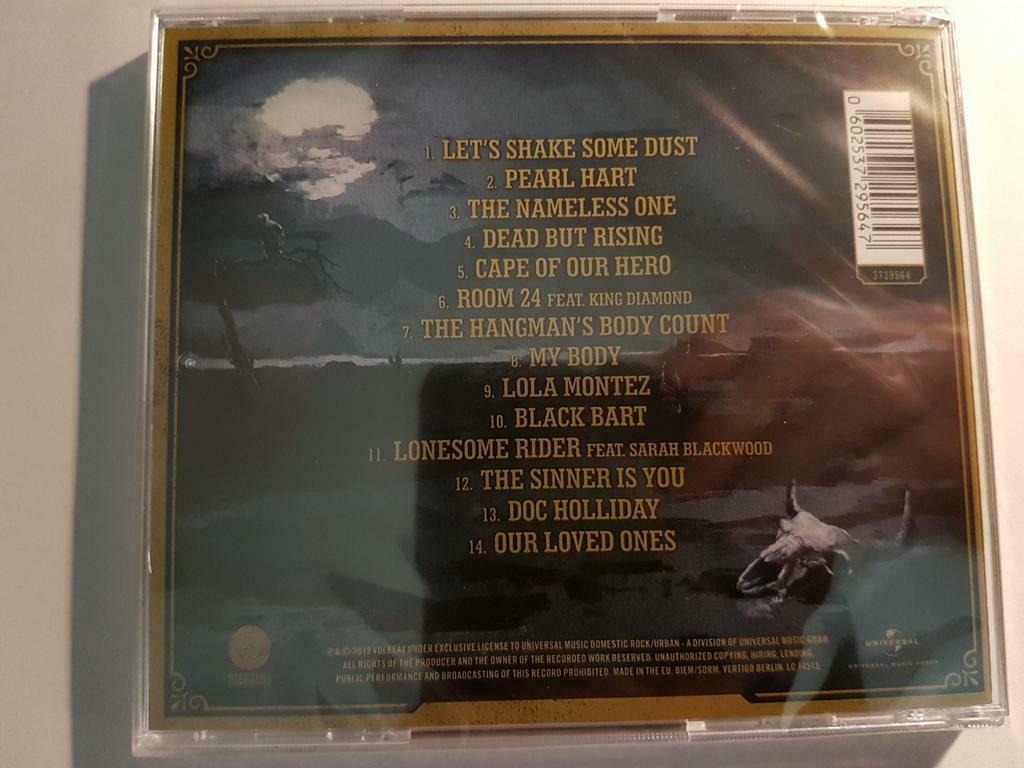 1. LET'S SHAKE SOME DUST
2. PEARL HART
3. THE NAMELESS ONE
4. DEAD BUT RISING
5. CAPE OF OUR HERO
6. ROOM 24 FEAT. KING DIAMOND
7. THE HANGMAN'S BODY COUNT
8. MY BODY
9. LOLA MONTEZ
10. BLACK BART
11. LONESOME RIDER FEAT. SARAH BLACKWOOD
12. THE SINNER IS YOU
13. DOC HOLLIDAY
14. OUR LOVED ONES
0 602537 295647
3729564
P & © 2013 VOLBEAT UNDER EXCLUSIVE LICENSE TO UNIVERSAL MUSIC DOMESTIC ROCK/URBAN - A DIVISION OF UNIVERSAL MUSIC GMBH.
ALL RIGHTS OF THE PRODUCER AND THE OWNER OF THE RECORDED WORK RESERVED. UNAUTHORIZED COPYING, HIRING, LENDING,
PUBLIC PERFORMANCE AND BROADCASTING OF THIS RECORD PROHIBITED. MADE IN THE EU. BIEM/SDRM. VERTIGO BERLIN. LC 14513.
UNIVERSAL
UNIVERSAL MUSIC GROUP